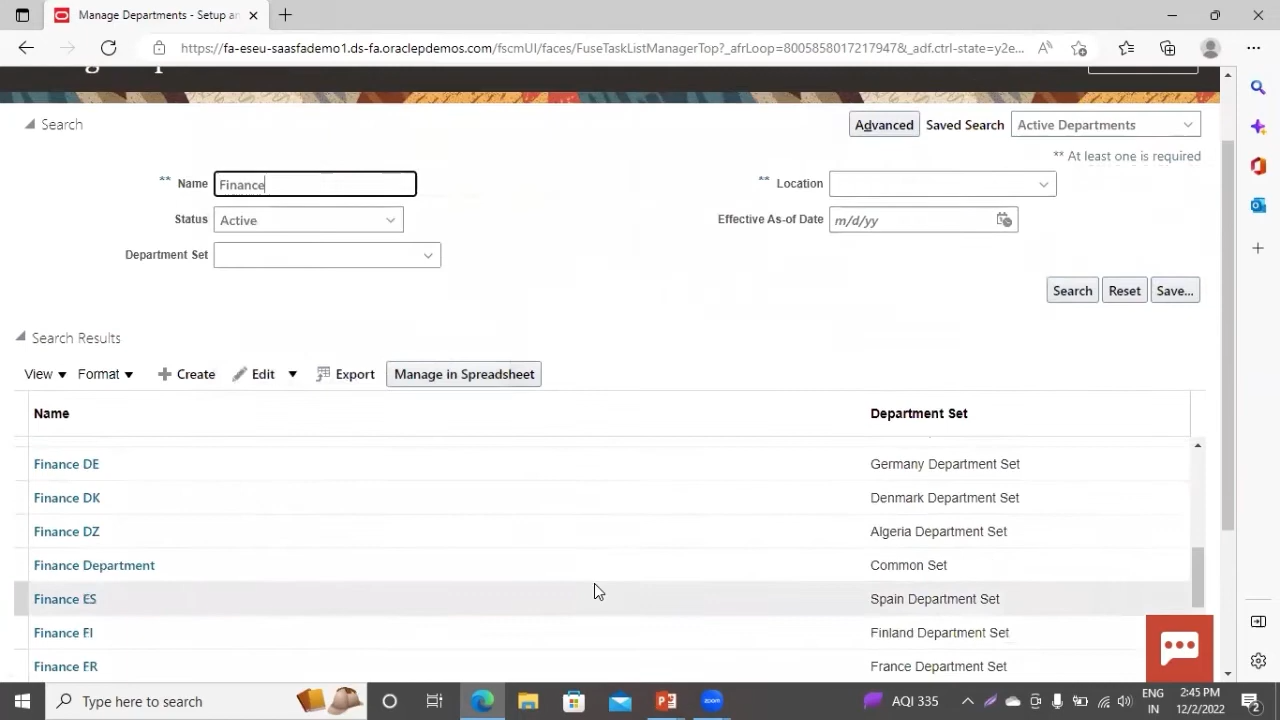 Manage Departments - Setup an
https://fa-eseu-saasfademo1.ds-fa.oraclepdemos.com/fscmUI/faces/FuseTaskListManagerTop?_afrLoop=8005858017217947&_adf.ctrl-state=y2e...
Search
Advanced Saved Search Active Departments
** At least one is required
** Name Finance
** Location
Status Active
Effective As-of Date m/d/yy
Department Set
Search Reset Save...
Search Results
View Format Create Edit Export Manage in Spreadsheet
Name Department Set
Finance DE Germany Department Set
Finance DK Denmark Department Set
Finance DZ Algeria Department Set
Finance Department Common Set
Finance ES Spain Department Set
Finance FI Finland Department Set
Finance FR France Department Set
Type here to search
AQI 335
ENG
IN
2:45 PM
12/2/2022
2